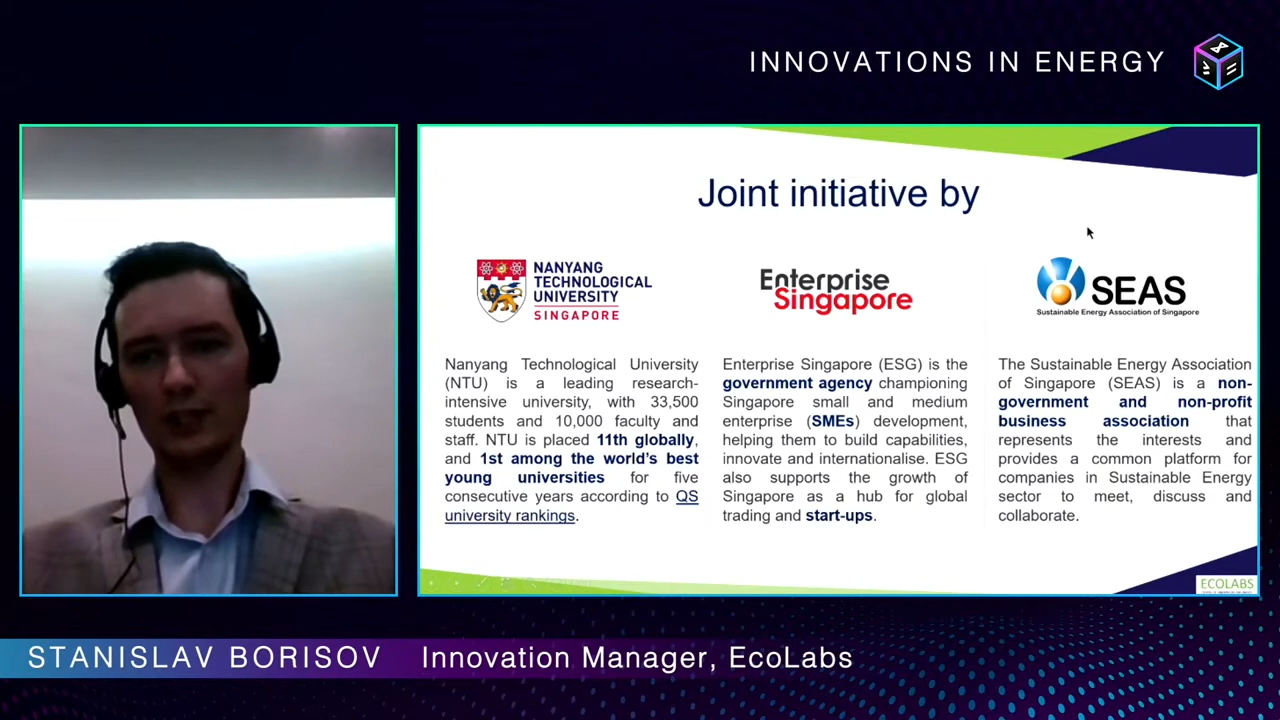 INNOVATIONS IN ENERGY
Joint initiative by
NANYANG
TECHNOLOGICAL
UNIVERSITY
SINGAPORE
Enterprise
Singapore
SEAS
Sustainable Energy Association of Singapore
Nanyang Technological University
(NTU) is a leading research-
intensive university, with 33,500
students and 10,000 faculty and
staff. NTU is placed 11th globally,
and 1st among the world's best
young universities for five
consecutive years according to QS
university rankings.
Enterprise Singapore (ESG) is the
government agency championing
Singapore small and medium
enterprise (SMEs) development,
helping them to build capabilities,
innovate and internationalise. ESG
also supports the growth of
Singapore as a hub for global
trading and start-ups.
The Sustainable Energy Association
of Singapore (SEAS) is a non-
government and non-profit
business association that
represents the interests and
provides a common platform for
companies in Sustainable Energy
sector to meet, discuss and
collaborate.
ECOLABS
STANISLAV BORISOV Innovation Manager, EcoLabs